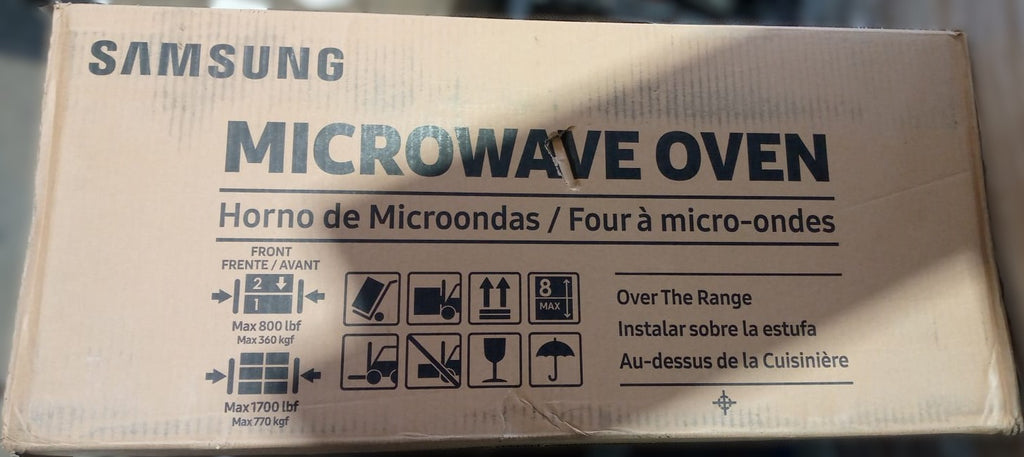 SAMSUNG
MICROWAVE OVEN
Horno de Microondas / Four à micro-ondes
FRONT
FRENTE / AVANT
2
1
Max 800 lbf
Max 360 kgf
Max 1700 lbf
Max 770 kgf
8
MAX
Over The Range
Instalar sobre la estufa
Au-dessus de la Cuisinière